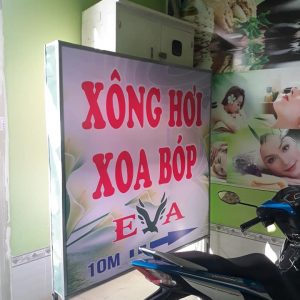 XÔNG HƠI
XOA BÓP
EVA
10M